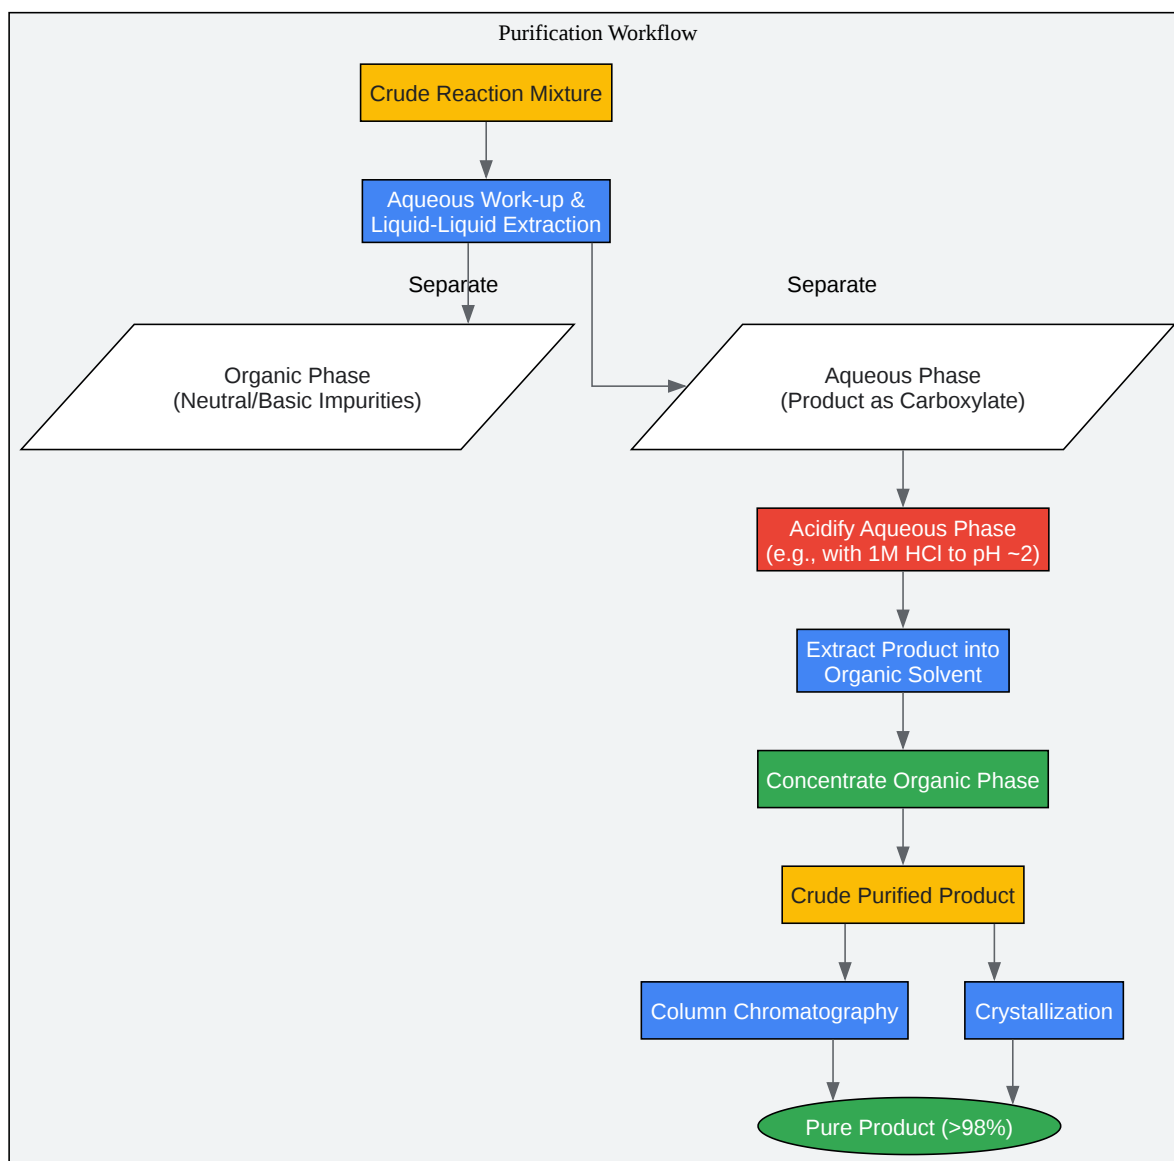 Purification Workflow
Crude Reaction Mixture
Aqueous Work-up &
Liquid-Liquid Extraction
Separate
Separate
Organic Phase
(Neutral/Basic Impurities)
Aqueous Phase
(Product as Carboxylate)
Acidify Aqueous Phase
(e.g., with 1M HCl to pH ~2)
Extract Product into
Organic Solvent
Concentrate Organic Phase
Crude Purified Product
Column Chromatography
Crystallization
Pure Product (>98%)